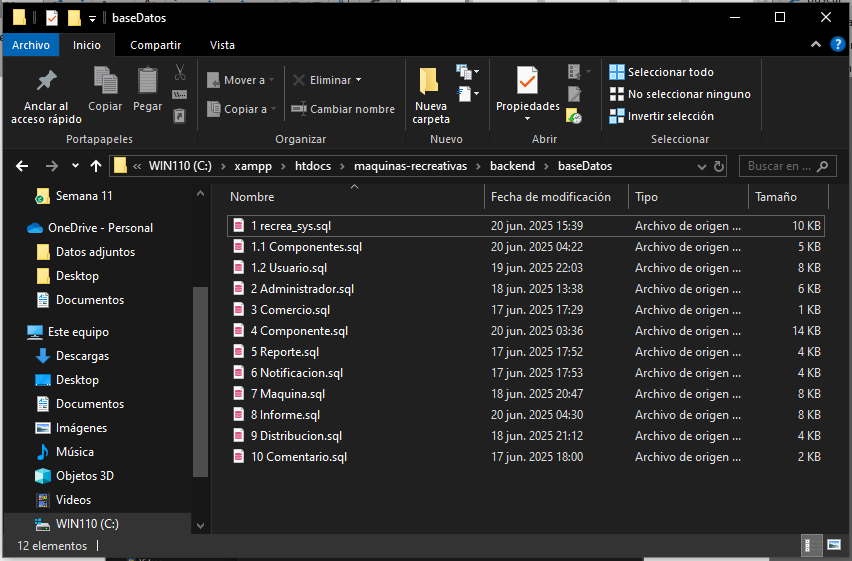 baseDatos
Archivo Inicio Compartir Vista
Anclar al acceso rápido
Copiar
Pegar
Portapapeles
Mover a
Copiar a
Eliminar
Cambiar nombre
Organizar
Nueva carpeta
Nuevo
Propiedades
Abrir
Seleccionar todo
No seleccionar ninguno
Invertir selección
Seleccionar
« WIN110 (C:) › xampp › htdocs › maquinas-recreativas › backend › baseDatos
Buscar en ...
Semana 11
OneDrive - Personal
Datos adjuntos
Desktop
Documentos
Este equipo
Descargas
Desktop
Documentos
Imágenes
Música
Objetos 3D
Videos
WIN110 (C:)
Nombre Fecha de modificación Tipo Tamaño
1 recrea_sys.sql 20 jun. 2025 15:39 Archivo de origen ... 10 KB
1.1 Componentes.sql 20 jun. 2025 04:22 Archivo de origen ... 5 KB
1.2 Usuario.sql 19 jun. 2025 22:03 Archivo de origen ... 8 KB
2 Administrador.sql 18 jun. 2025 13:38 Archivo de origen ... 6 KB
3 Comercio.sql 17 jun. 2025 17:29 Archivo de origen ... 1 KB
4 Componente.sql 20 jun. 2025 03:36 Archivo de origen ... 14 KB
5 Reporte.sql 17 jun. 2025 17:52 Archivo de origen ... 4 KB
6 Notificacion.sql 17 jun. 2025 17:53 Archivo de origen ... 4 KB
7 Maquina.sql 18 jun. 2025 20:47 Archivo de origen ... 8 KB
8 Informe.sql 20 jun. 2025 04:30 Archivo de origen ... 8 KB
9 Distribucion.sql 18 jun. 2025 21:12 Archivo de origen ... 4 KB
10 Comentario.sql 17 jun. 2025 18:00 Archivo de origen ... 2 KB
12 elementos